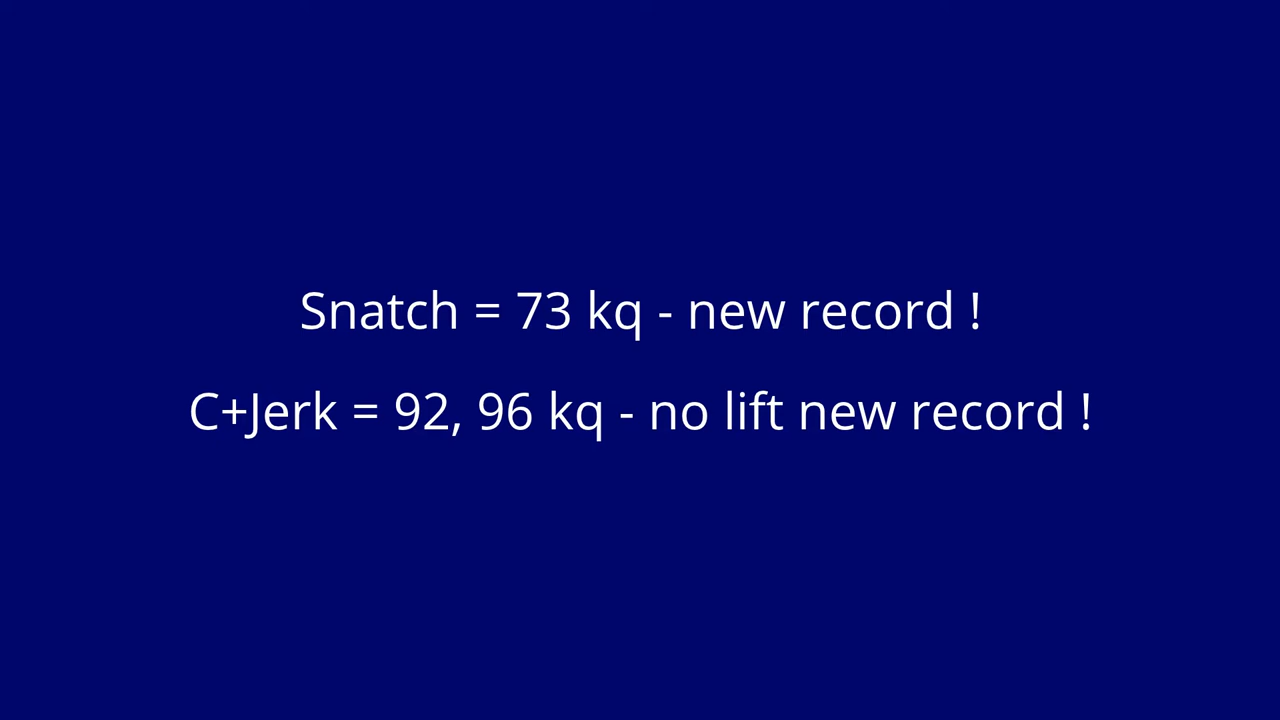 Snatch = 73 kq - new record !
C+Jerk = 92, 96 kq - no lift new record !